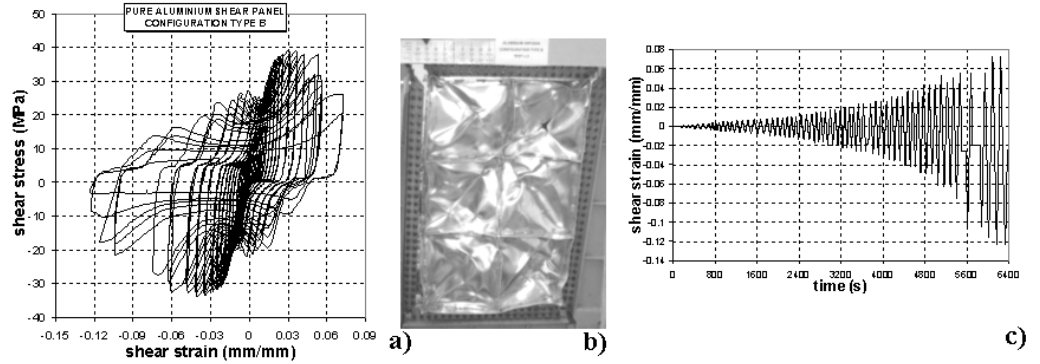 PURE ALUMINIUM SHEAR PANEL
CONFIGURATION TYPE B
50
40
30
20
10
0
-10
-20
-30
-40
shear stress (MPa)
-0.15 -0.12 -0.09 -0.06 -0.03 0 0.03 0.06 0.09
shear strain (mm/mm)
a)
b)
0.08
0.06
0.04
0.02
0
-0.02
-0.04
-0.06
-0.08
-0.1
-0.12
-0.14
shear strain (mm/mm)
0 800 1600 2400 3200 4000 4800 5600 6400
time (s)
c)